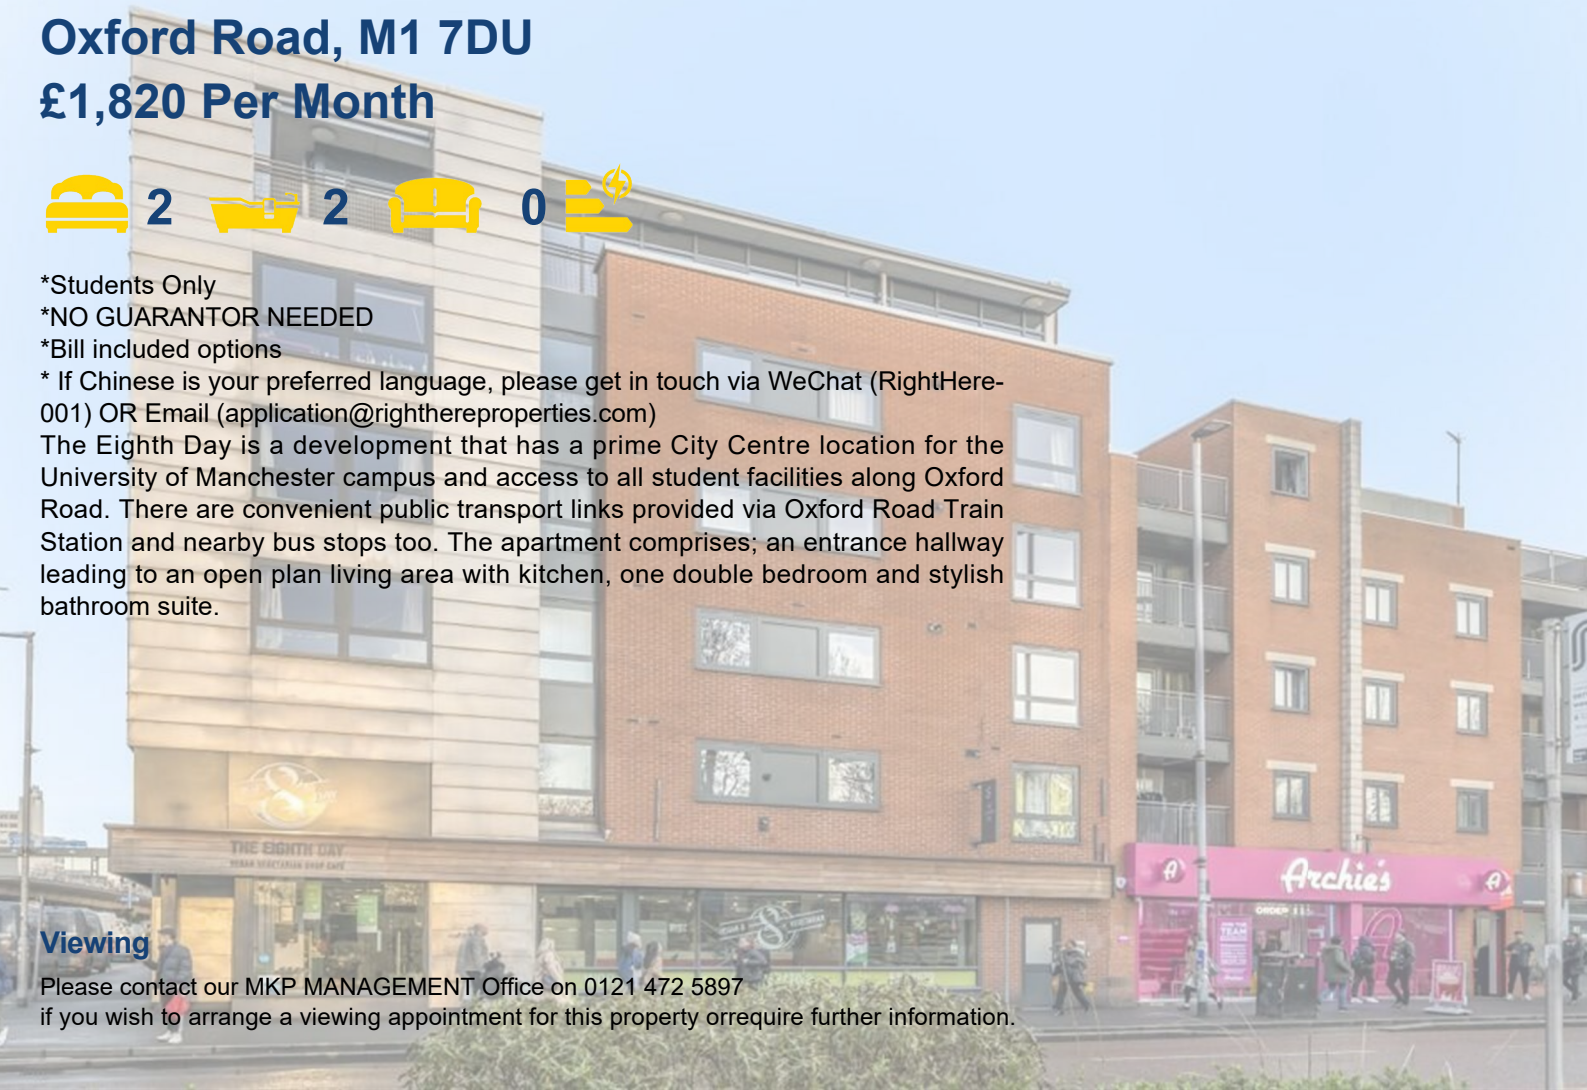 Oxford Road, M1 7DU
£1,820 Per Month
2 2 0
*Students Only
*NO GUARANTOR NEEDED
*Bill included options
* If Chinese is your preferred language, please get in touch via WeChat (RightHere-
001) OR Email (application@righthereproperties.com)
The Eighth Day is a development that has a prime City Centre location for the
University of Manchester campus and access to all student facilities along Oxford
Road. There are convenient public transport links provided via Oxford Road Train
Station and nearby bus stops too. The apartment comprises; an entrance hallway
leading to an open plan living area with kitchen, one double bedroom and stylish
bathroom suite.
8
THE EIGHTH DAY
A Archie's A
Viewing
Please contact our MKP MANAGEMENT Office on 0121 472 5897
if you wish to arrange a viewing appointment for this property orrequire further information.